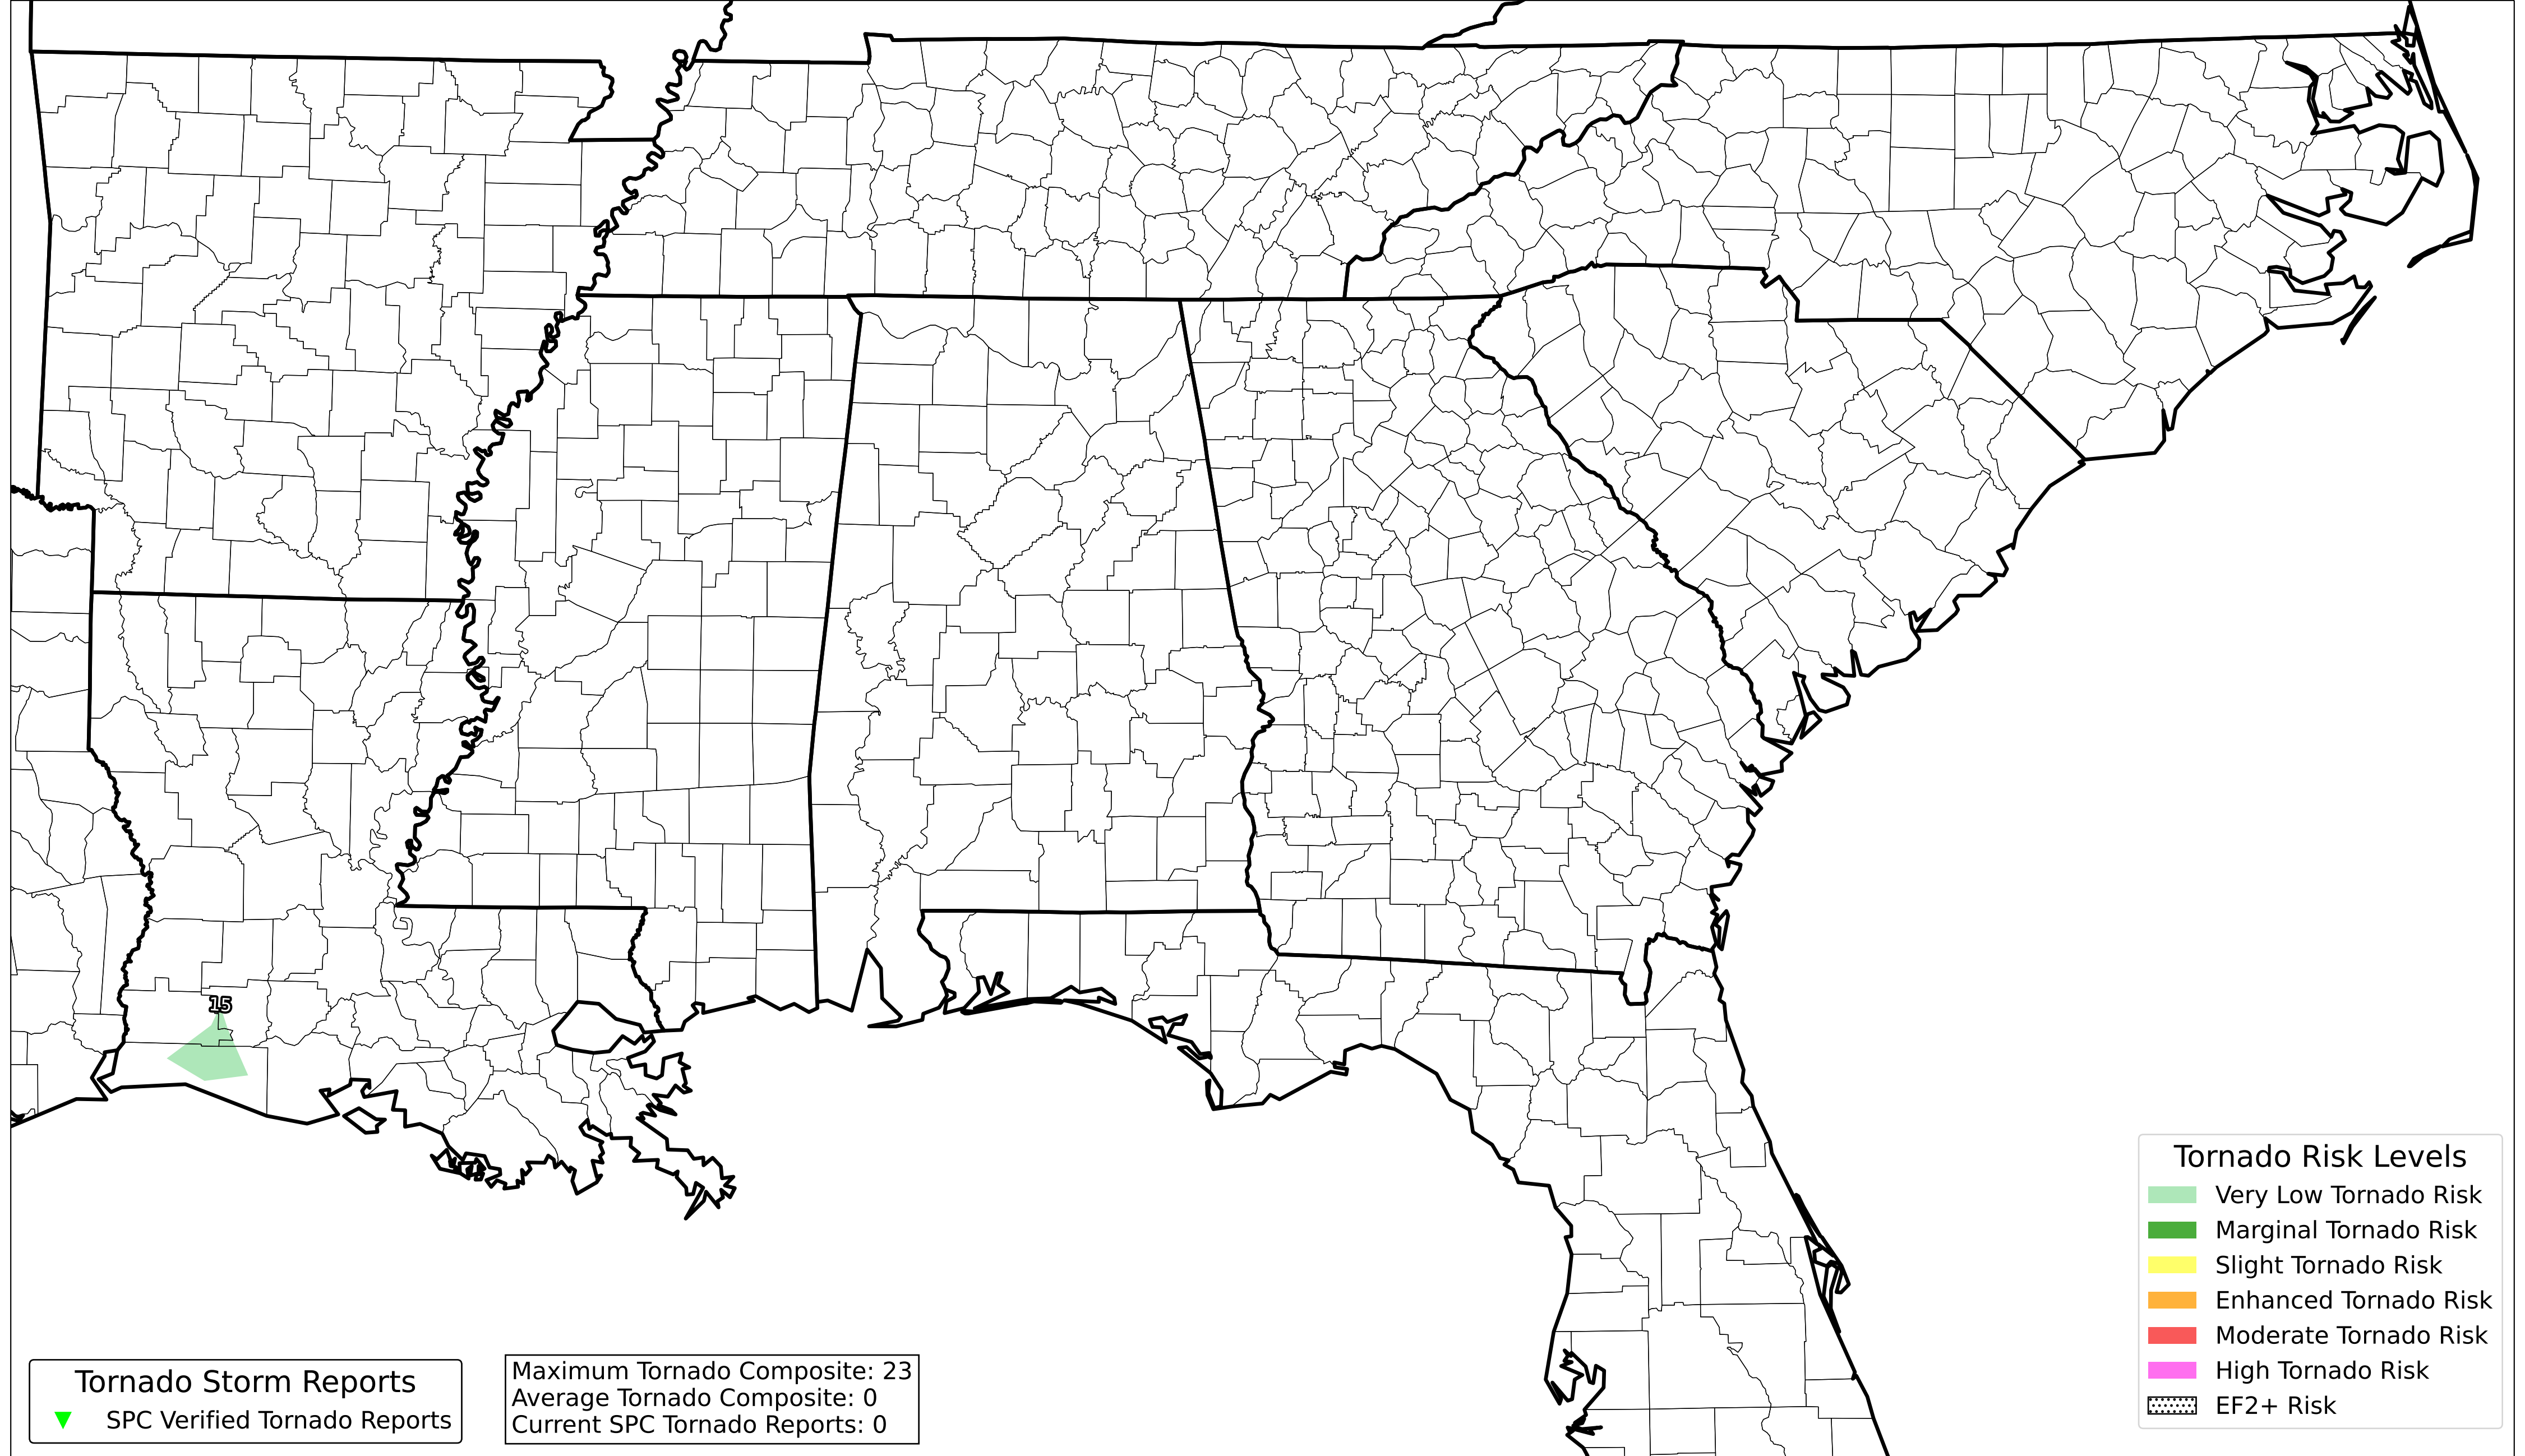 15
Tornado Risk Levels
Very Low Tornado Risk
Marginal Tornado Risk
Slight Tornado Risk
Enhanced Tornado Risk
Moderate Tornado Risk
High Tornado Risk
EF2+ Risk
Tornado Storm Reports
SPC Verified Tornado Reports
Maximum Tornado Composite: 23
Average Tornado Composite: 0
Current SPC Tornado Reports: 0